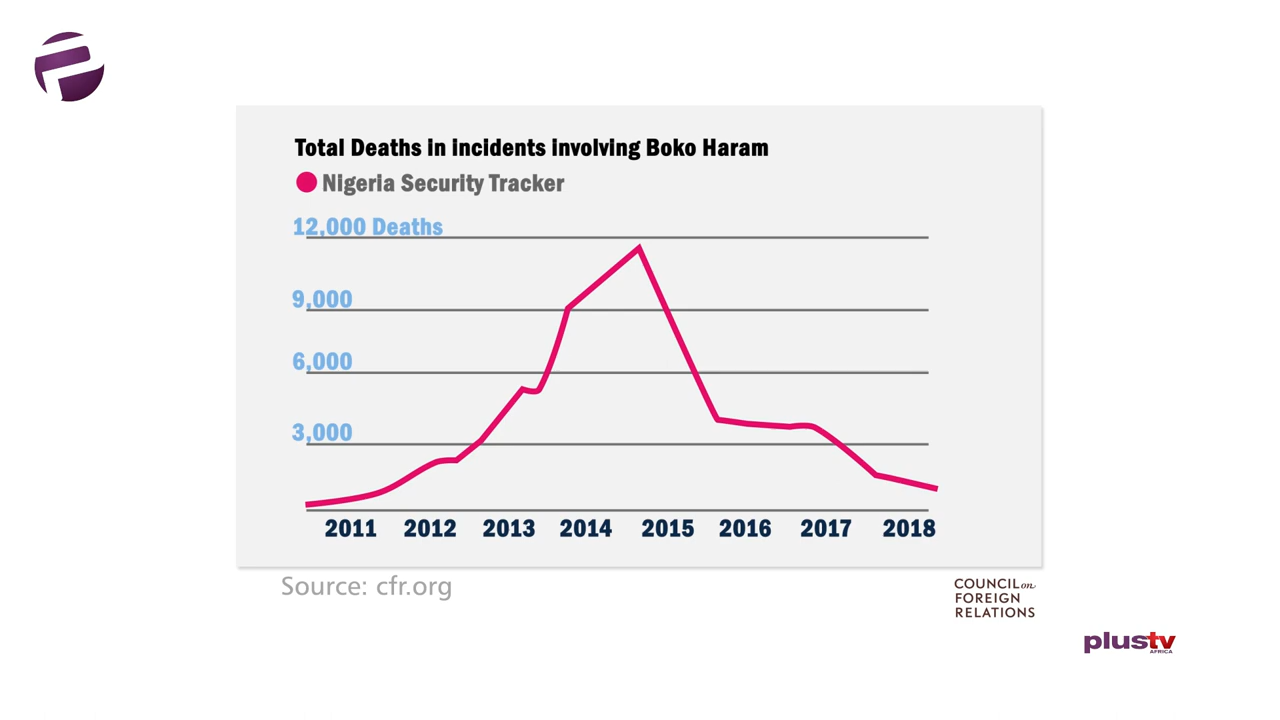 Total Deaths in incidents involving Boko Haram
Nigeria Security Tracker
12,000 Deaths
9,000
6,000
3,000
2011 2012 2013 2014 2015 2016 2017 2018
Source: cfr.org
COUNCIL on
FOREIGN
RELATIONS
plustv
AFRICA